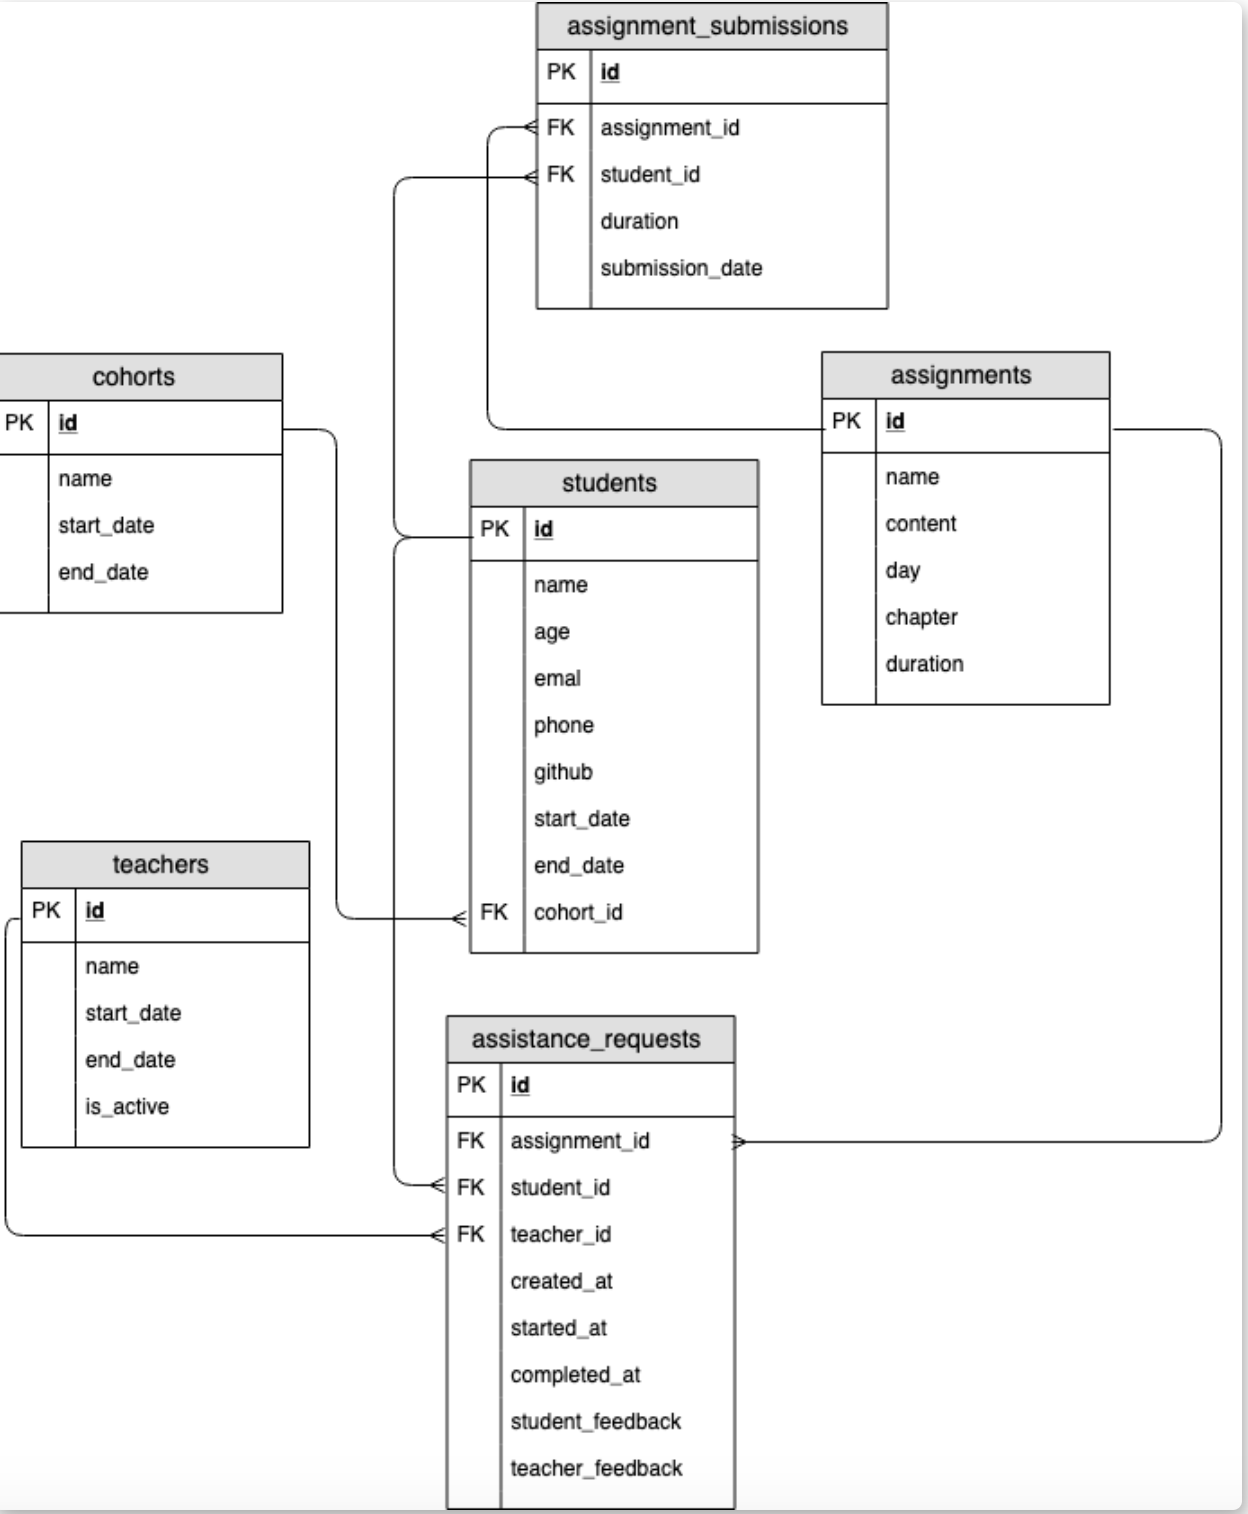 assignment_submissions
PK id
FK assignment_id
FK student_id
duration
submission_date
cohorts
PK id
name
start_date
end_date
assignments
PK id
name
content
day
chapter
duration
students
PK id
name
age
emal
phone
github
start_date
end_date
FK cohort_id
teachers
PK id
name
start_date
end_date
is_active
assistance_requests
PK id
FK assignment_id
FK student_id
FK teacher_id
created_at
started_at
completed_at
student_feedback
teacher_feedback